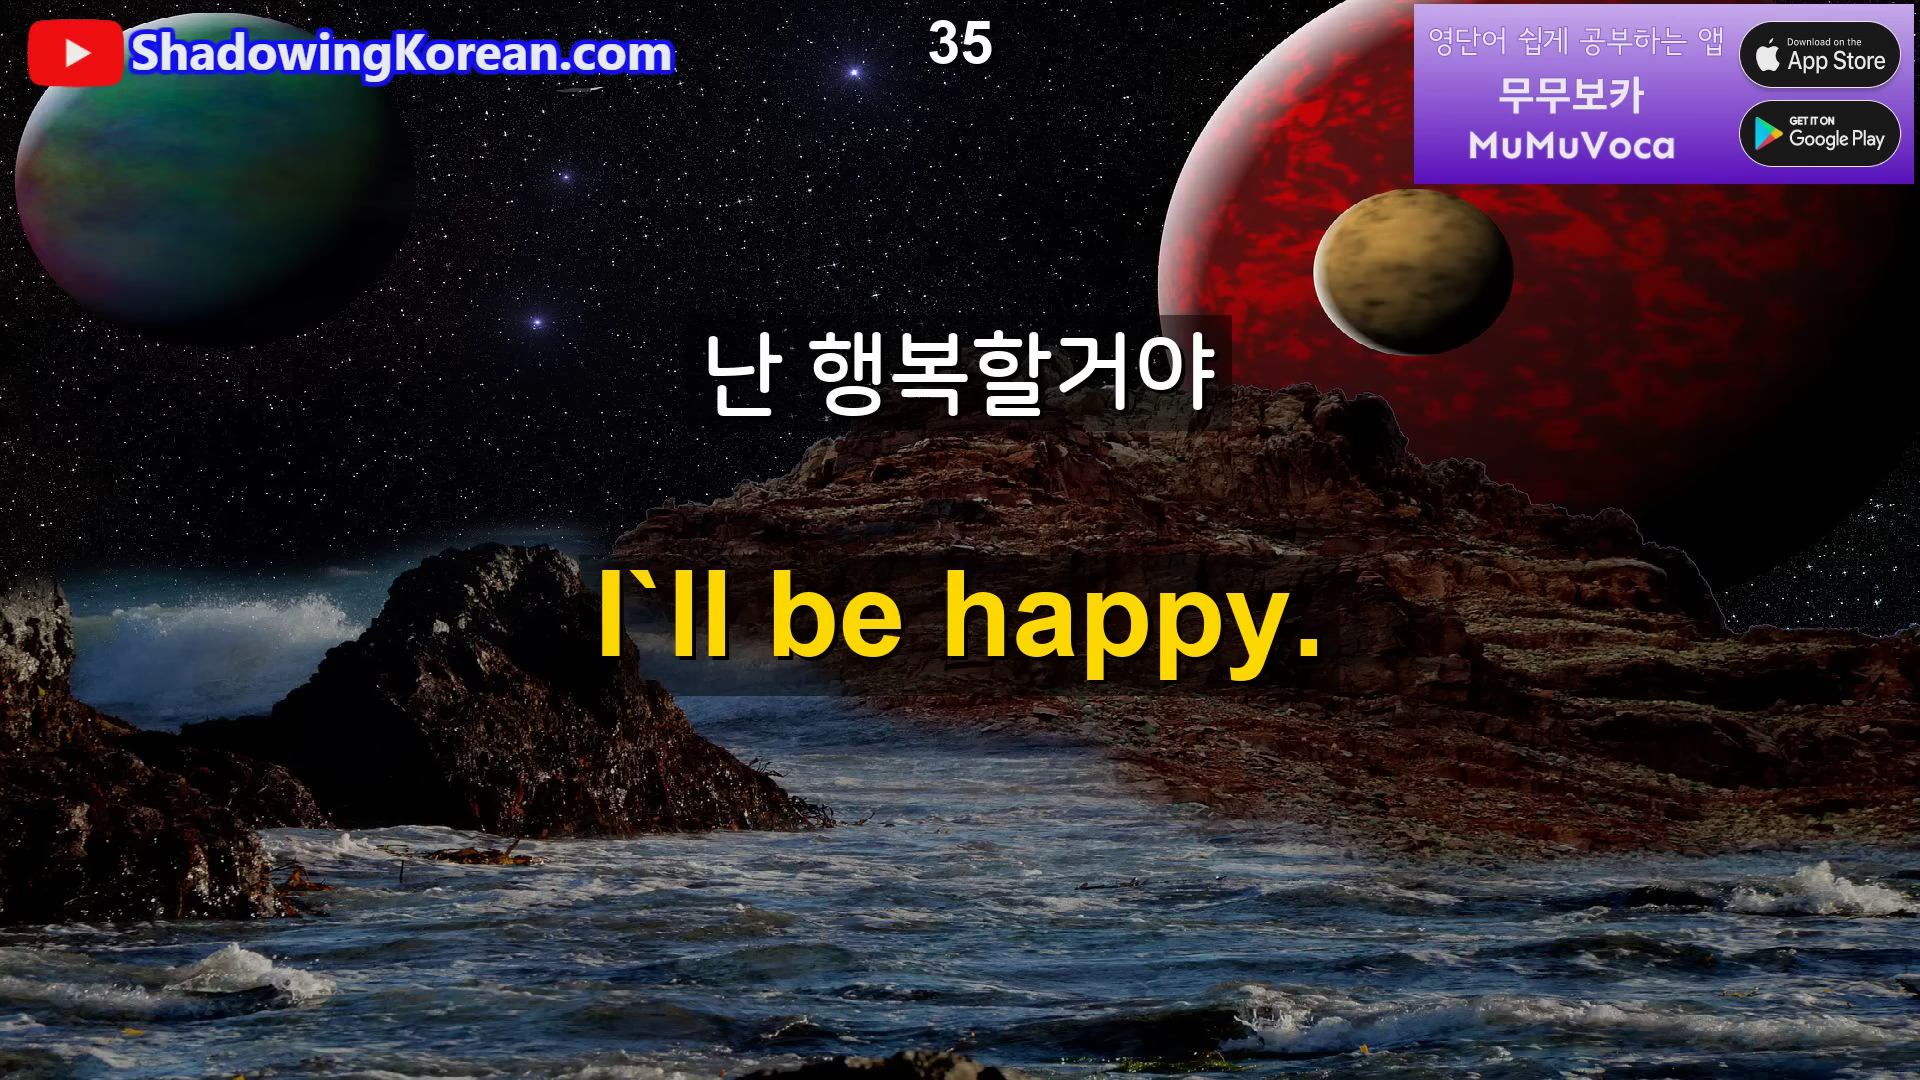 ShadowingKorean.com
35
영단어 쉽게 공부하는 앱
무무보카
MuMuVoca
Download on the
App Store
GET IT ON
Google Play
난 행복할거야
I`ll be happy.